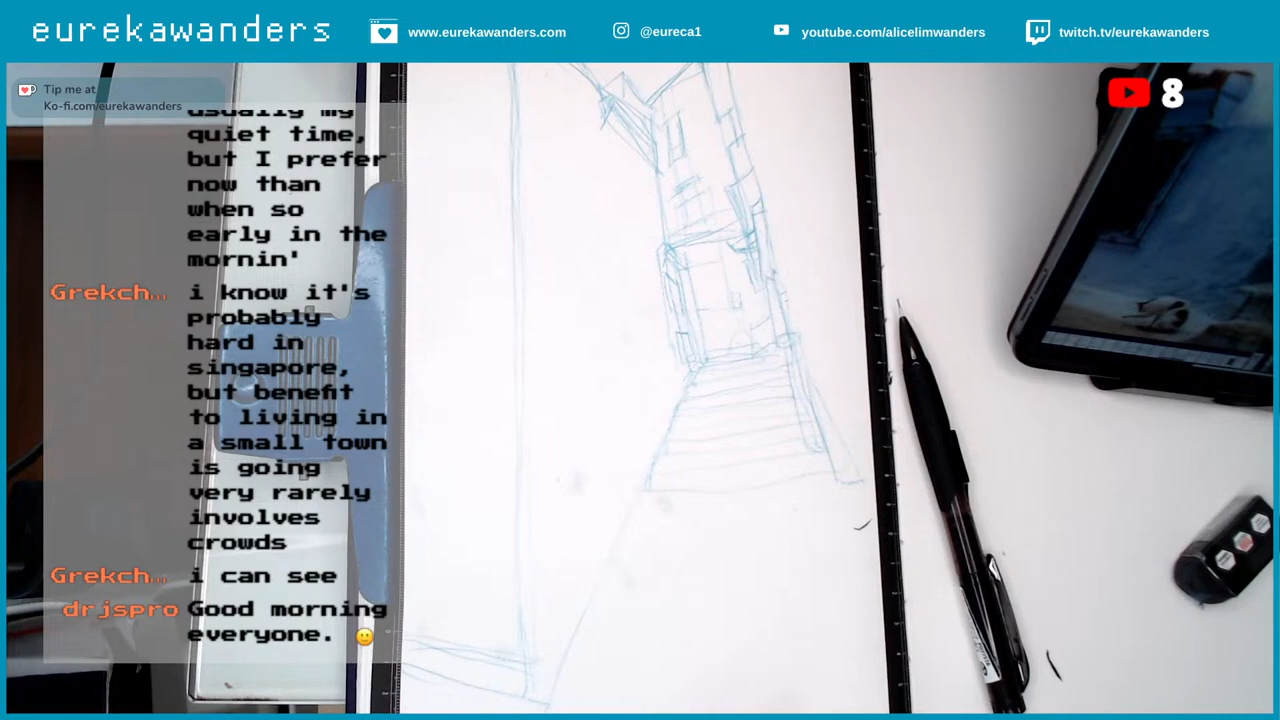 eurekawanders
www.eurekawanders.com
@eureca1
youtube.com/alicelimwanders
twitch.tv/eurekawanders
Tip me at
Ko-fi.com/eurekawanders
8
usually my
quiet time,
but I prefer
now than
when so
early in the
mornin'
Grekch... i know it's
probably
hard in
singapore,
but benefit
to living in
a small town
is going
very rarely
involves
crowds
Grekch... i can see
drjspro Good morning
everyone. 🙂